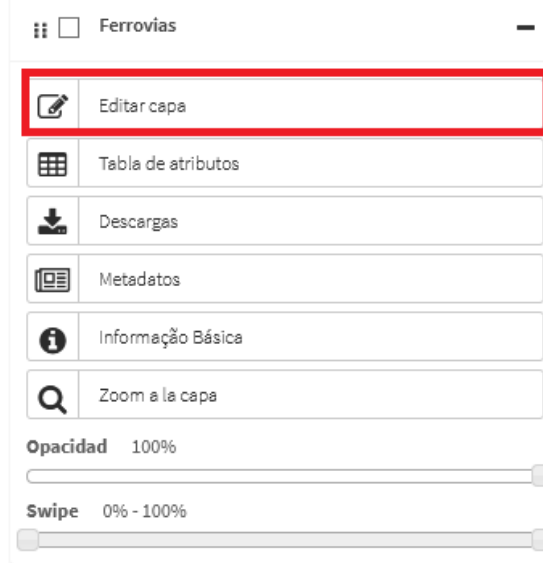 Ferrovias
Editar capa
Tabla de atributos
Descargas
Metadatos
Informação Básica
Zoom a la capa
Opacidad 100%
Swipe 0% - 100%